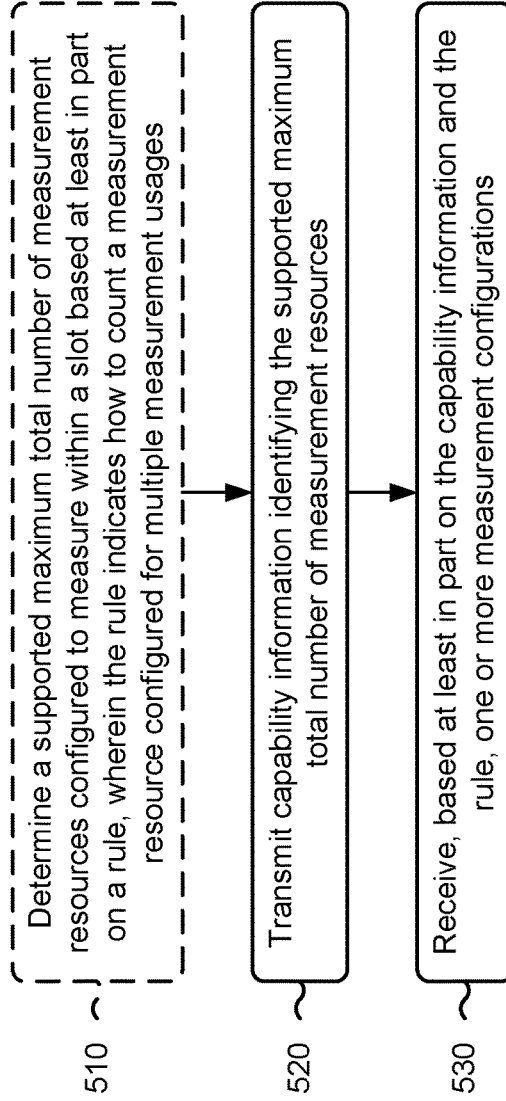 510
Determine a supported maximum total number of measurement
resources configured to measure within a slot based at least in part
on a rule, wherein the rule indicates how to count a measurement
resource configured for multiple measurement usages
520
Transmit capability information identifying the supported maximum
total number of measurement resources
530
Receive, based at least in part on the capability information and the
rule, one or more measurement configurations